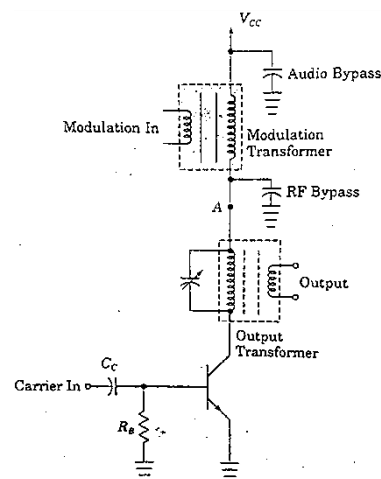 V_CC
Audio Bypass
Modulation In
Modulation
Transformer
RF Bypass
A
Output
Output
Transformer
C_C
Carrier In
R_B